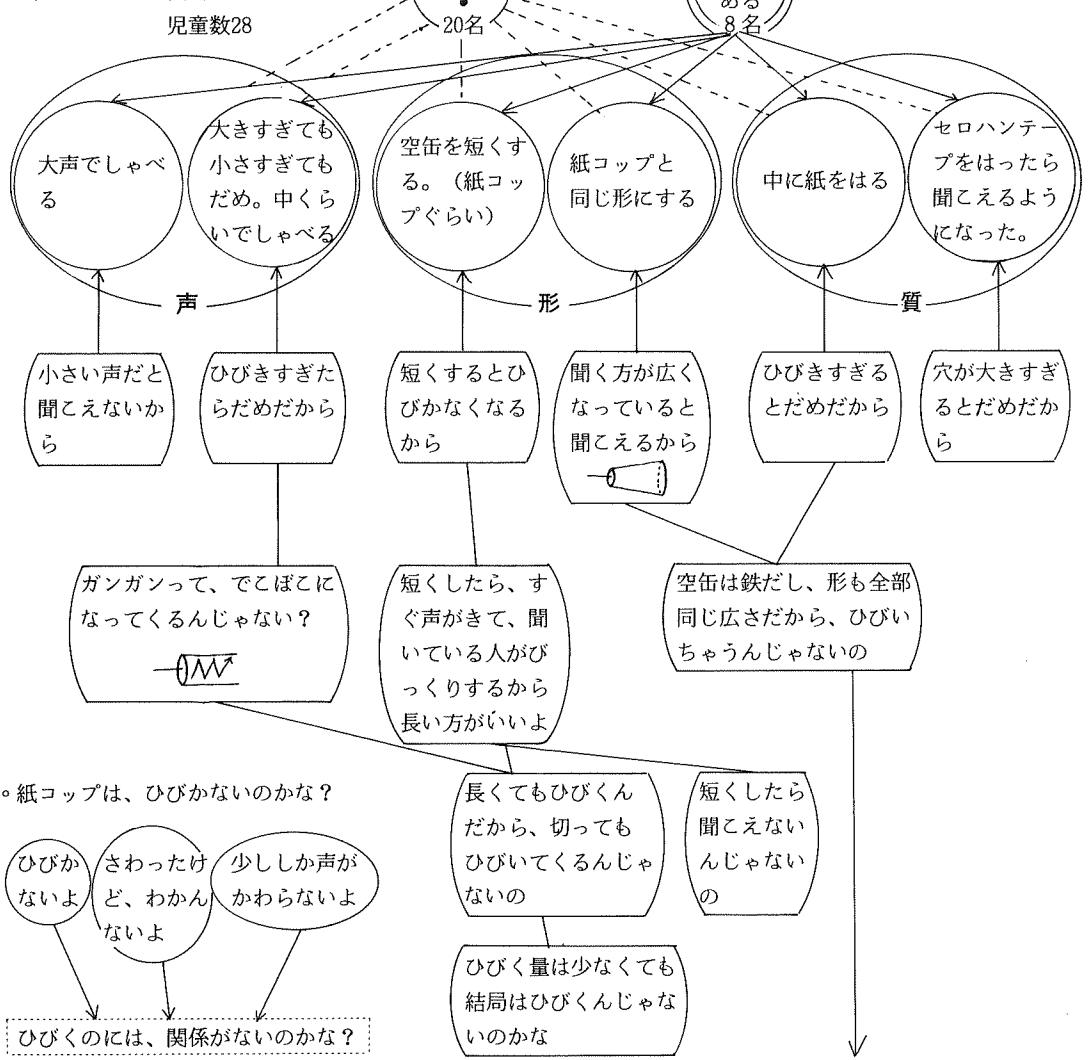 ある
児童数28
20名
8名
大声でしゃべ
る
大きすぎても
小さすぎても
だめ。中くら
いでしゃべる
空缶を短くす
る。（紙コッ
プぐらい）
紙コップと
同じ形にする
中に紙をはる
セロハンテー
プをはったら
聞こえるよう
になった。
声
形
質
小さい声だと
聞こえないか
ら
ひびきすぎた
らだめだから
短くするとひ
びかなくなる
から
聞く方が広く
なっていると
聞こえるから
ひびきすぎる
とだめだから
穴が大きすぎ
るとだめだか
ら
ガンガンって、でこぼこに
なってくるんじゃない？
短くしたら、す
ぐ声がきて、聞
いている人がび
っくりするから
長い方がいいよ
空缶は鉄だし、形も全部
同じ広さだから、ひびい
ちゃうんじゃないの
長くてもひびくん
だから、切っても
ひびいてくるんじゃ
ないの
短くしたら
聞こえない
んじゃない
の
ひびく量は少なくても
結局はひびくんじゃな
いのかな
。紙コップは、ひびかないのかな？
ひびか
ないよ
さわったけ
ど、わかん
ないよ
少ししか声が
かわらないよ
ひびくのには、関係がないのかな？